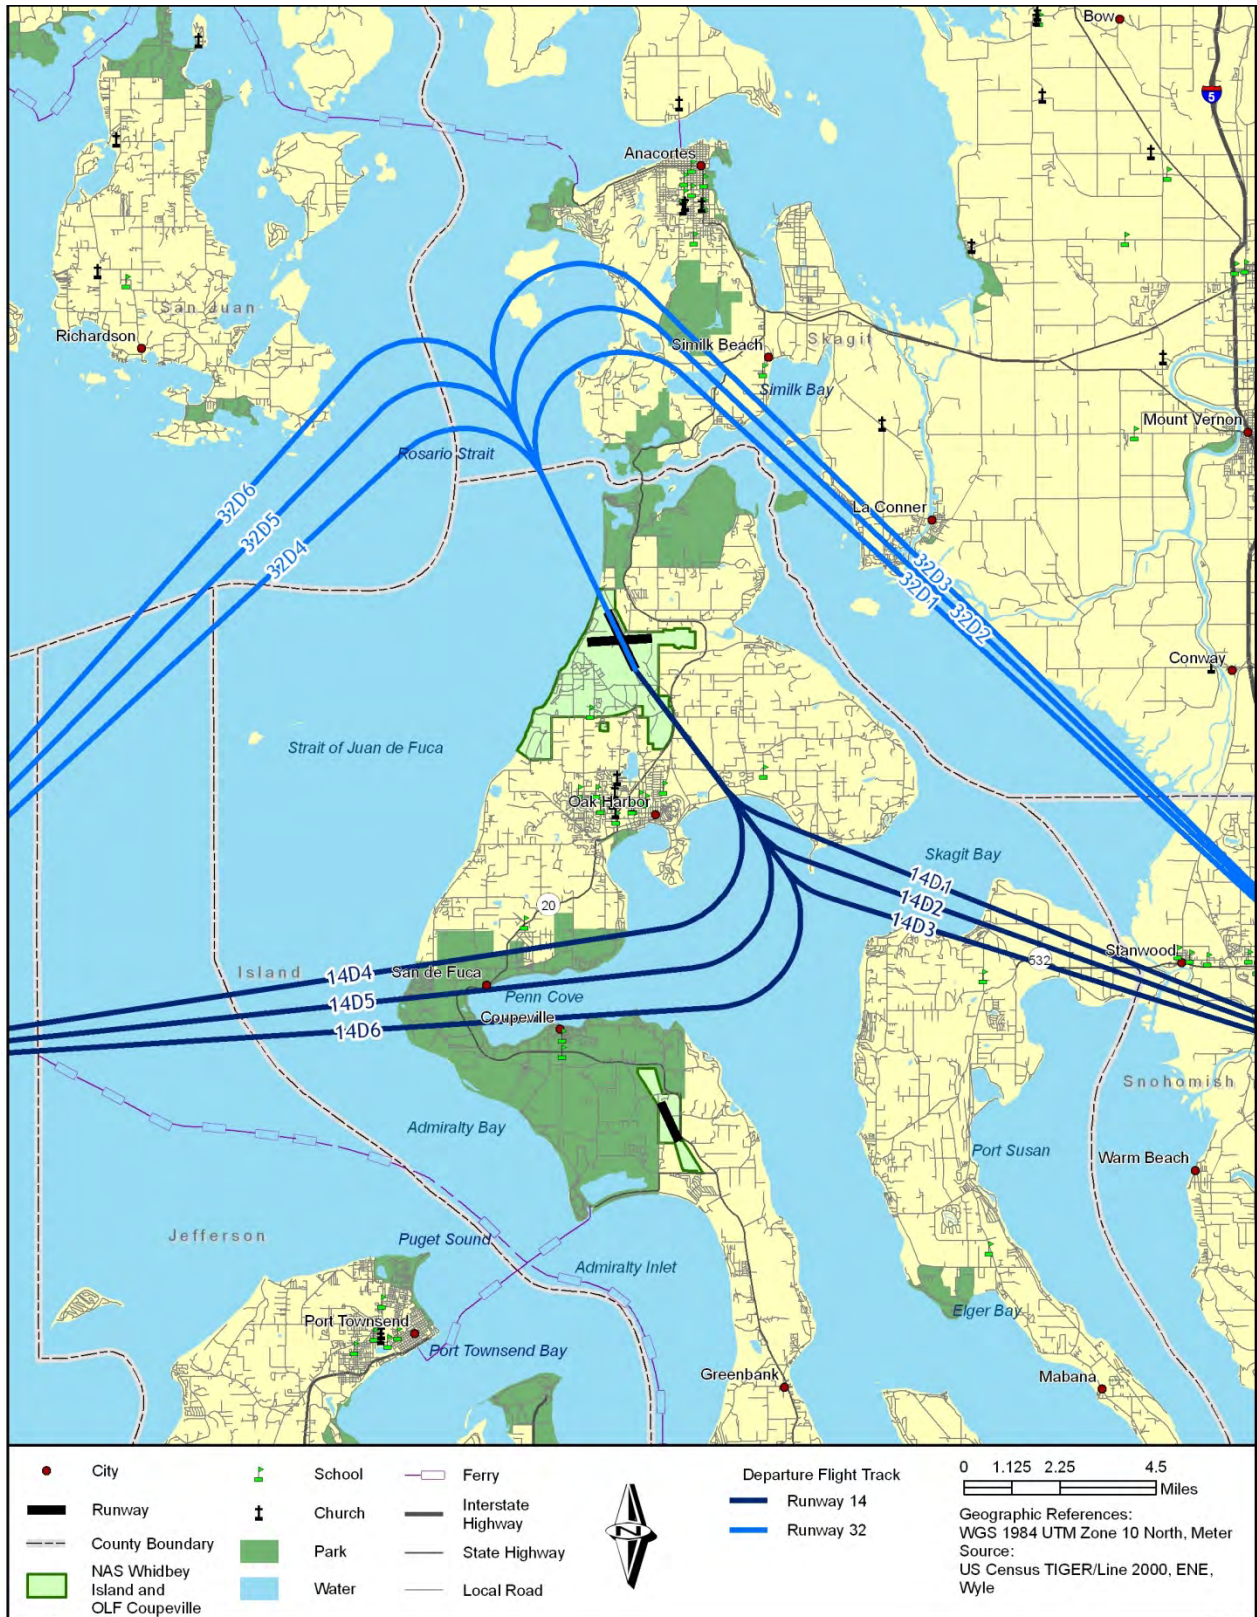 Bow
5
Anacortes
San Juan
Richardson
Similk Beach
Skagit
Similk Bay
Mount Vernon
Rosario Strait
32D6
32D5
32D4
La Conner
32D3
32D1
32D2
Conway
Strait of Juan de Fuca
Oak Harbor
Skagit Bay
14D1
14D2
14D3
20
532
Stanwood
Island
14D4
San de Fuca
14D5
Penn Cove
14D6
Coupeville
Snohomish
Admiralty Bay
Port Susan
Warm Beach
Jefferson
Puget Sound
Admiralty Inlet
Elger Bay
Port Townsend
Port Townsend Bay
Greenbank
Mabana
City
Runway
County Boundary
NAS Whidbey
Island and
OLF Coupeville
School
Church
Park
Water
Ferry
Interstate
Highway
State Highway
Local Road
N
Departure Flight Track
Runway 14
Runway 32
0 1.125 2.25 4.5
Miles
Geographic References:
WGS 1984 UTM Zone 10 North, Meter
Source:
US Census TIGER/Line 2000, ENE,
Wyle